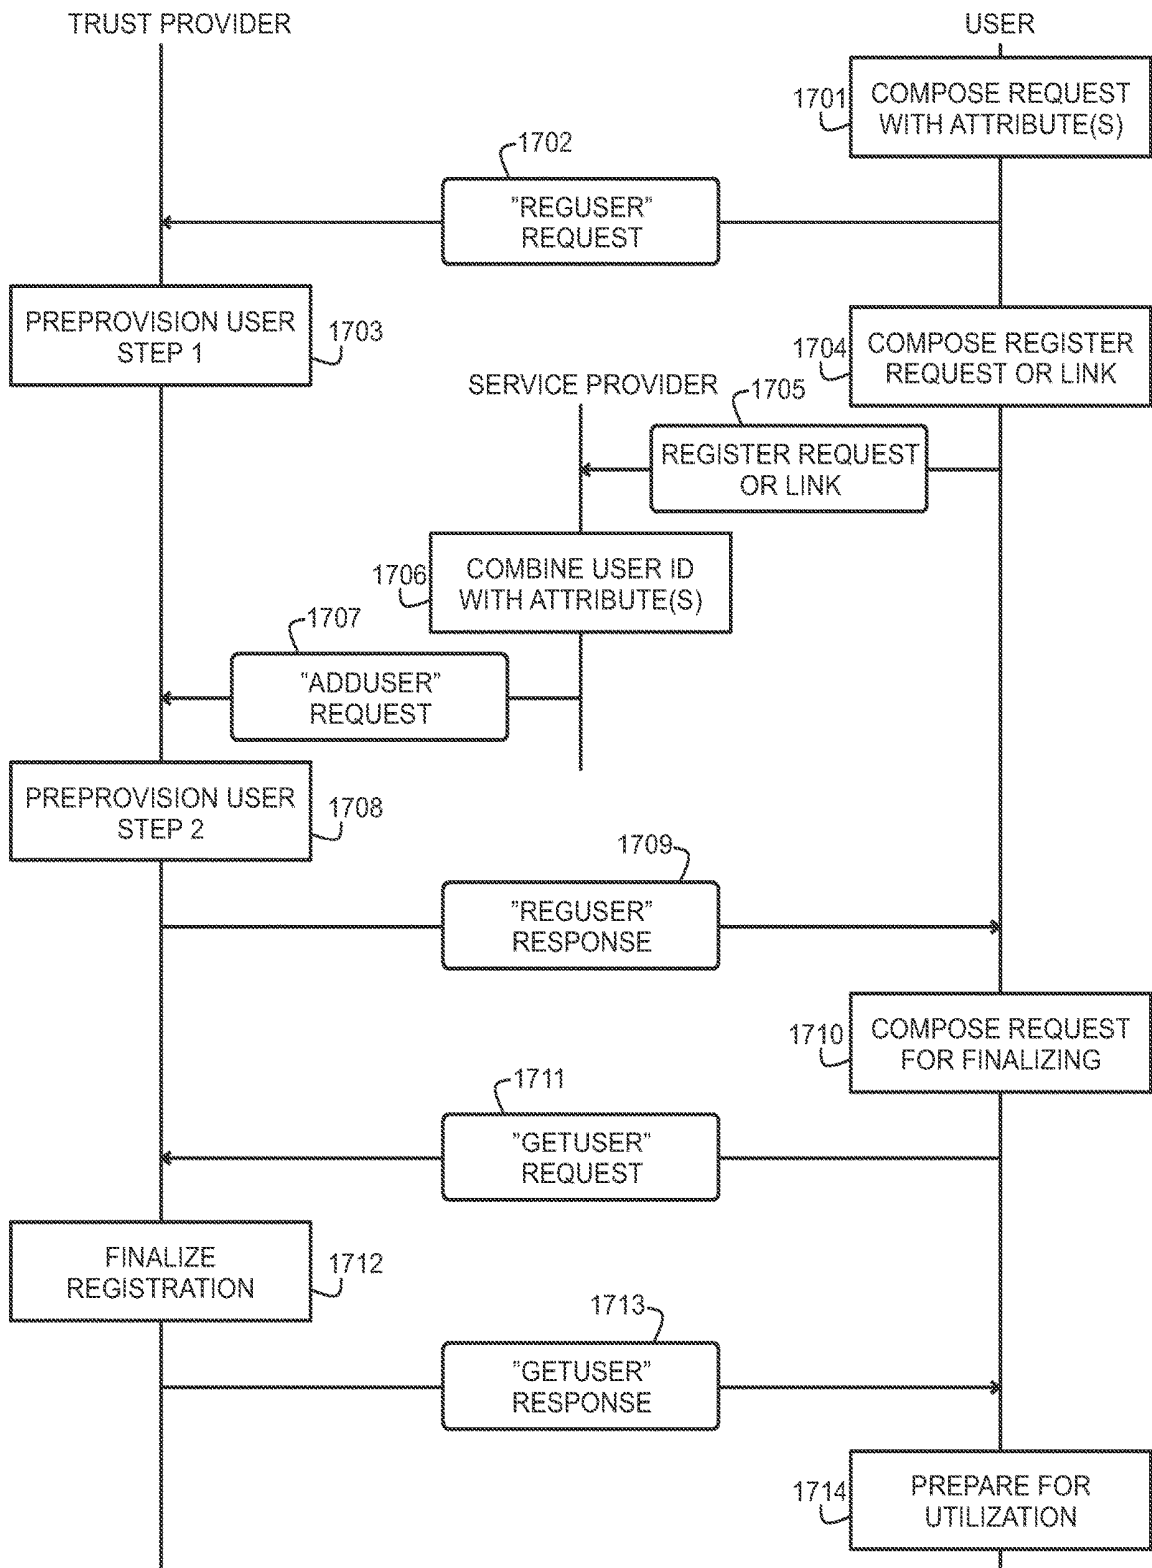 TRUST PROVIDER
USER
1701
COMPOSE REQUEST
WITH ATTRIBUTE(S)
1702
"REGUSER"
REQUEST
PREPROVISION USER
STEP 1
1703
1704
COMPOSE REGISTER
REQUEST OR LINK
SERVICE PROVIDER
1705
REGISTER REQUEST
OR LINK
1706
COMBINE USER ID
WITH ATTRIBUTE(S)
1707
"ADDUSER"
REQUEST
PREPROVISION USER
STEP 2
1708
1709
"REGUSER"
RESPONSE
1710
COMPOSE REQUEST
FOR FINALIZING
1711
"GETUSER"
REQUEST
FINALIZE
REGISTRATION
1712
1713
"GETUSER"
RESPONSE
1714
PREPARE FOR
UTILIZATION